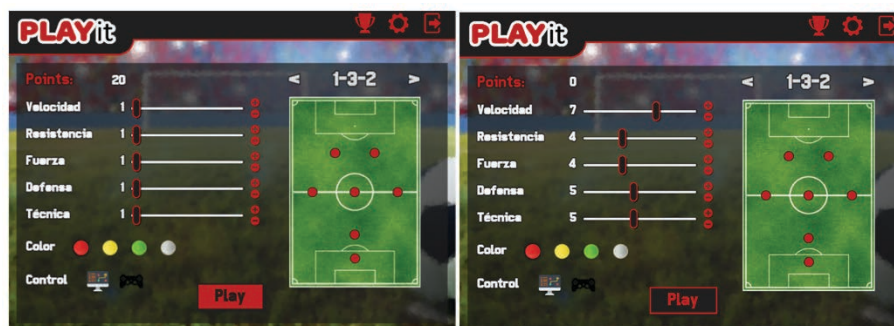 PLAYit
Points: 20
Velocidad 1
Resistencia 1
Fuerza 1
Defensa 1
Técnica 1
Color
Control
< 1-3-2 >
Play
PLAYit
Points: 0
Velocidad 7
Resistencia 4
Fuerza 4
Defensa 5
Técnica 5
Color
Control
< 1-3-2 >
Play